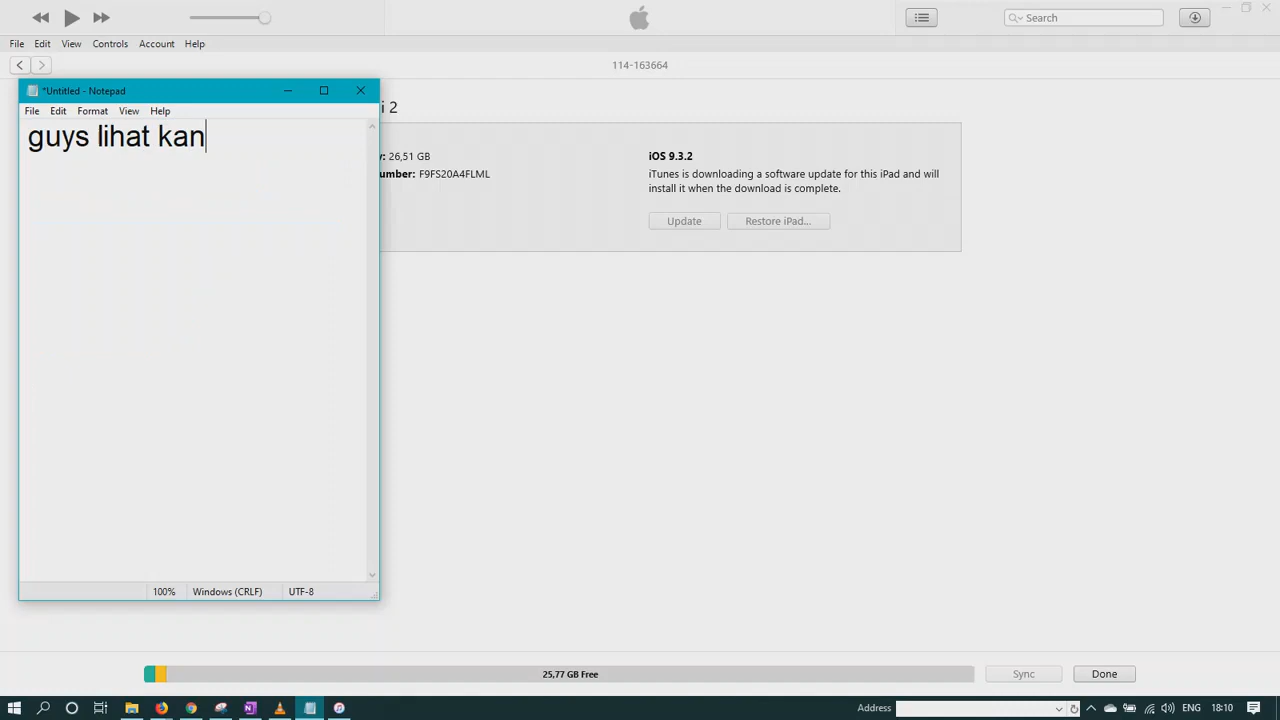 Search
File Edit View Controls Account Help
114-163664
*Untitled - Notepad
File Edit Format View Help
guys lihat kan
i 2
y: 26,51 GB
umber: F9FS20A4FLML
iOS 9.3.2
iTunes is downloading a software update for this iPad and will
install it when the download is complete.
Update Restore iPad...
100% Windows (CRLF) UTF-8
25,77 GB Free
Sync Done
Address
ENG 18:10